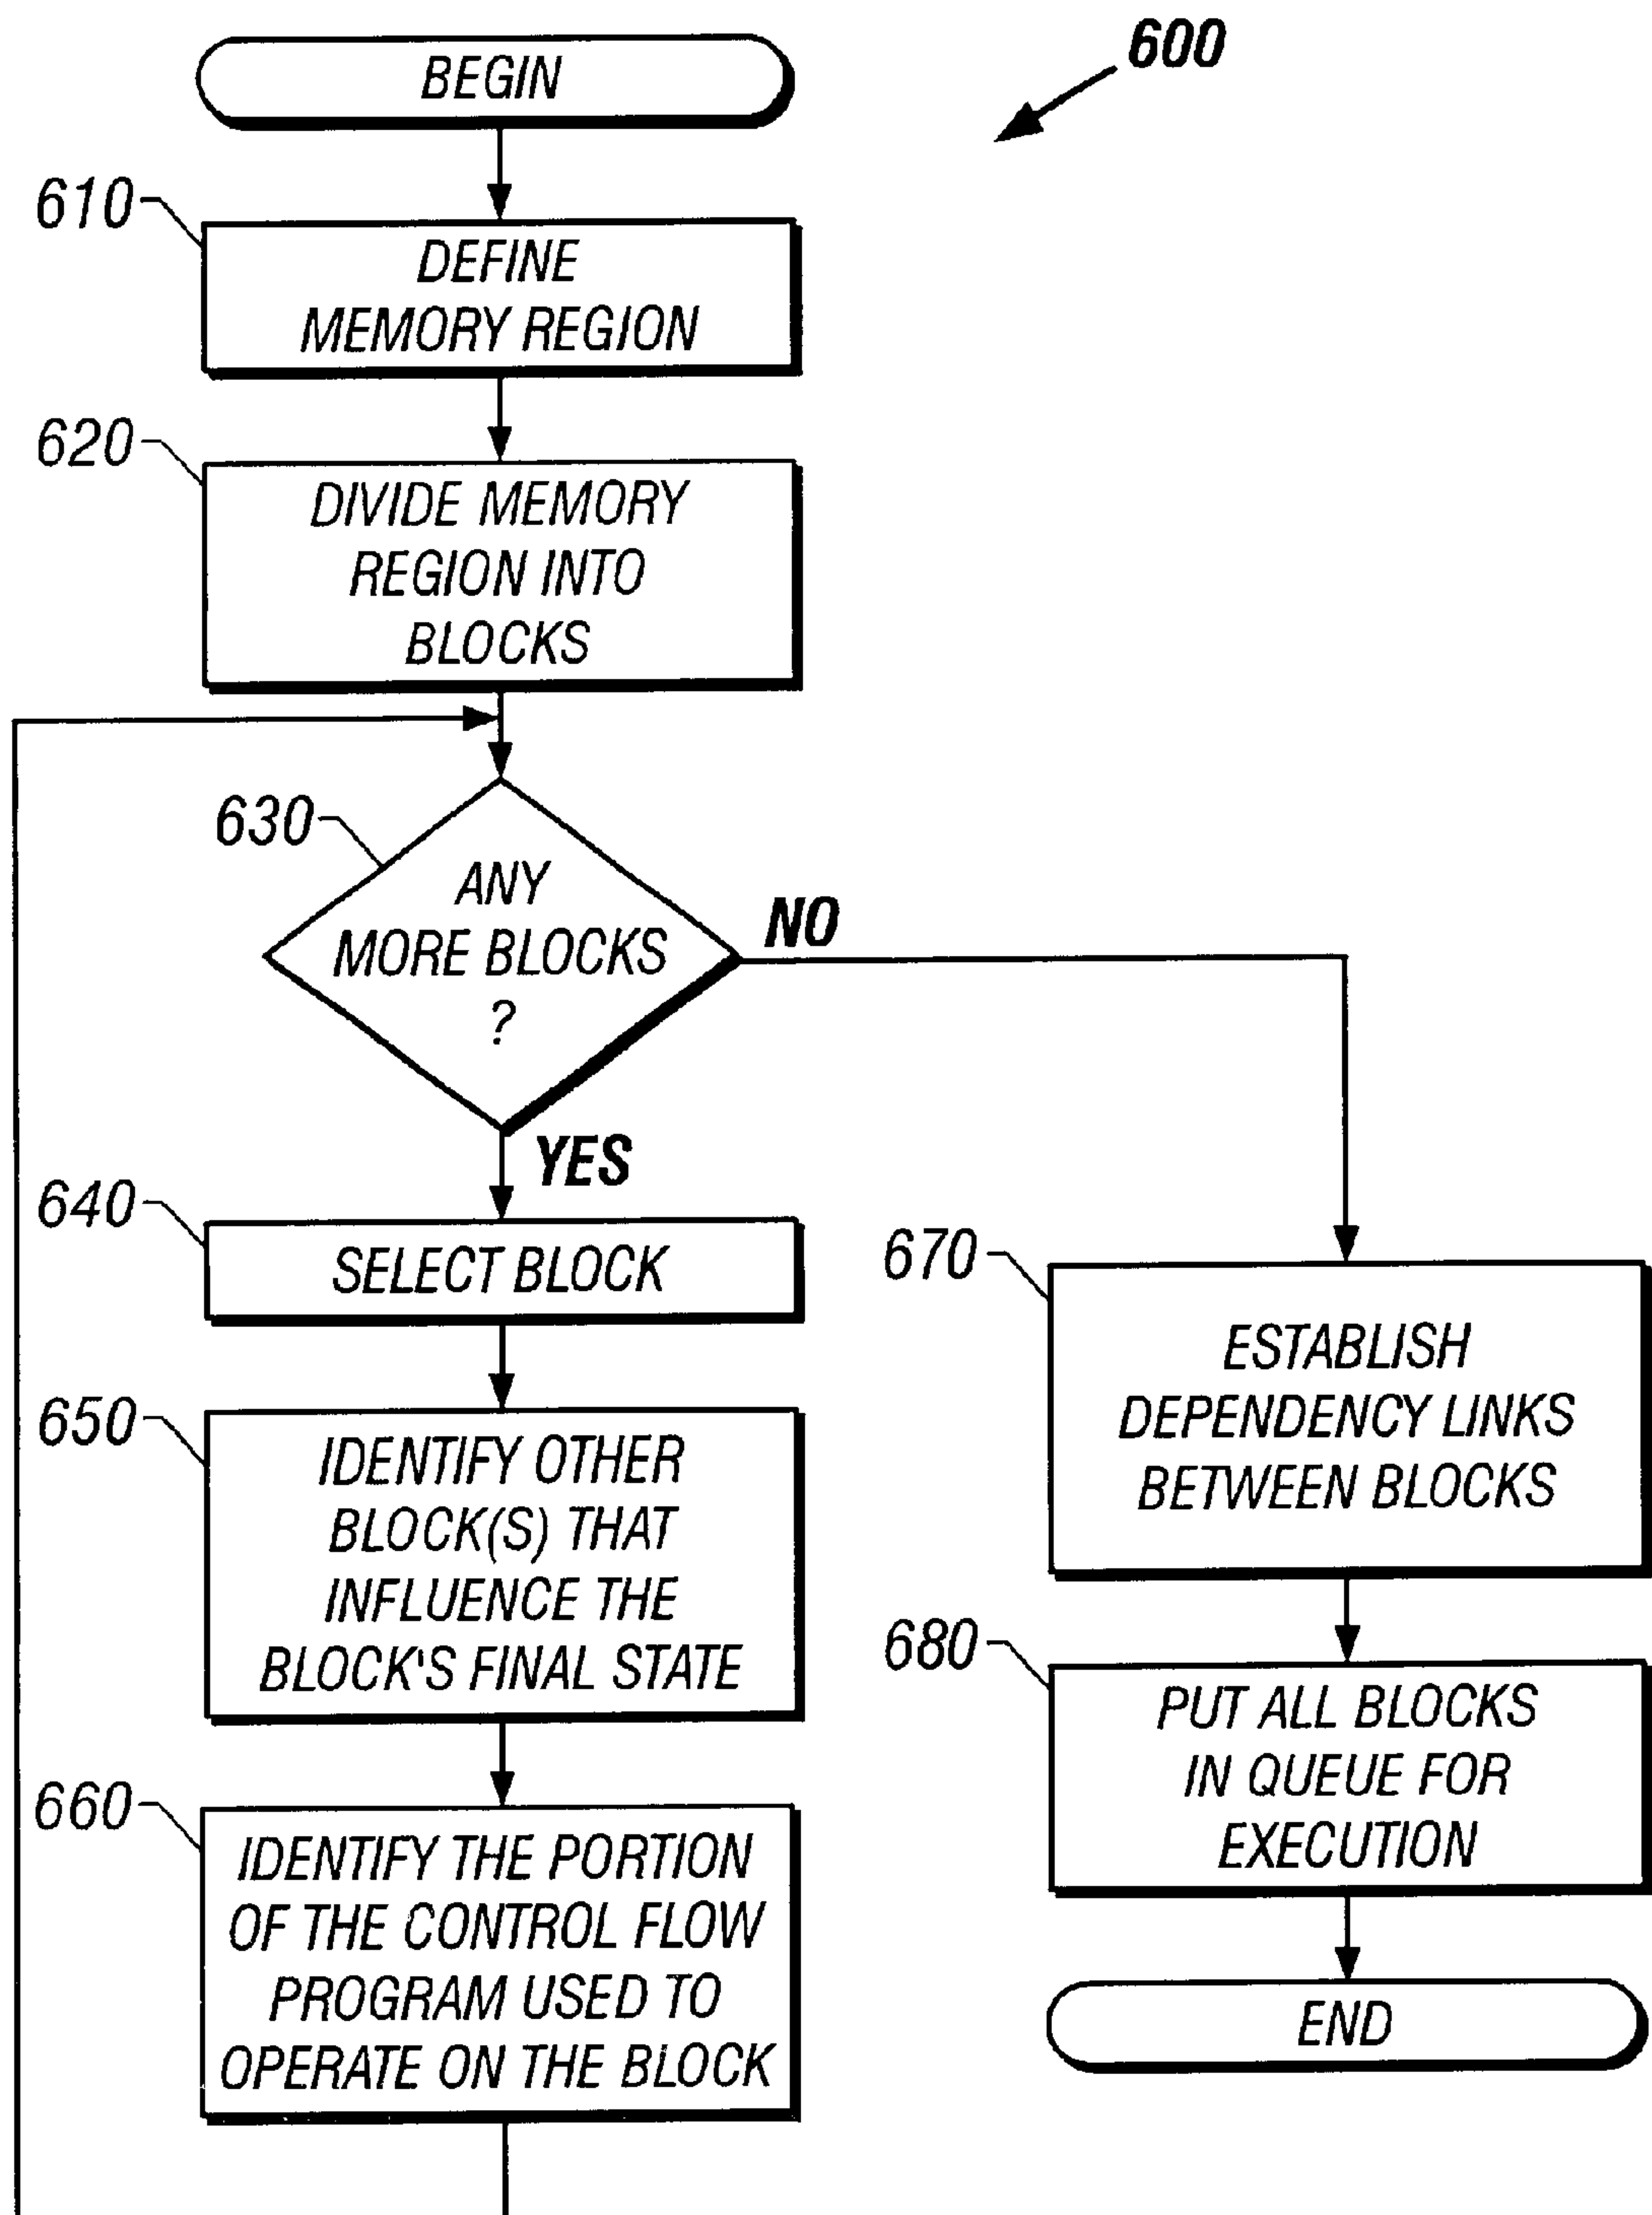 600
BEGIN
610
DEFINE
MEMORY REGION
620
DIVIDE MEMORY
REGION INTO
BLOCKS
630
ANY
MORE BLOCKS
?
NO
YES
640
SELECT BLOCK
650
IDENTIFY OTHER
BLOCK(S) THAT
INFLUENCE THE
BLOCK'S FINAL STATE
660
IDENTIFY THE PORTION
OF THE CONTROL FLOW
PROGRAM USED TO
OPERATE ON THE BLOCK
670
ESTABLISH
DEPENDENCY LINKS
BETWEEN BLOCKS
680
PUT ALL BLOCKS
IN QUEUE FOR
EXECUTION
END